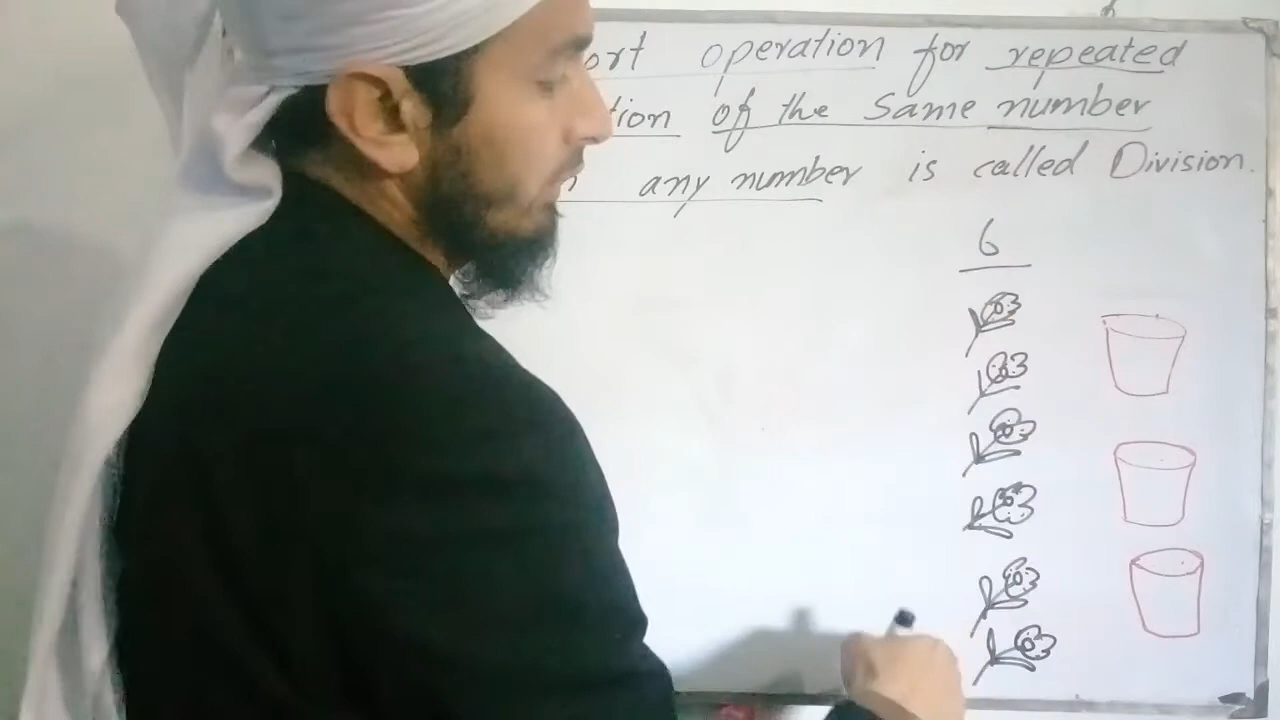 ort operation for repeated
tion of the same number
any number is called Division.
6